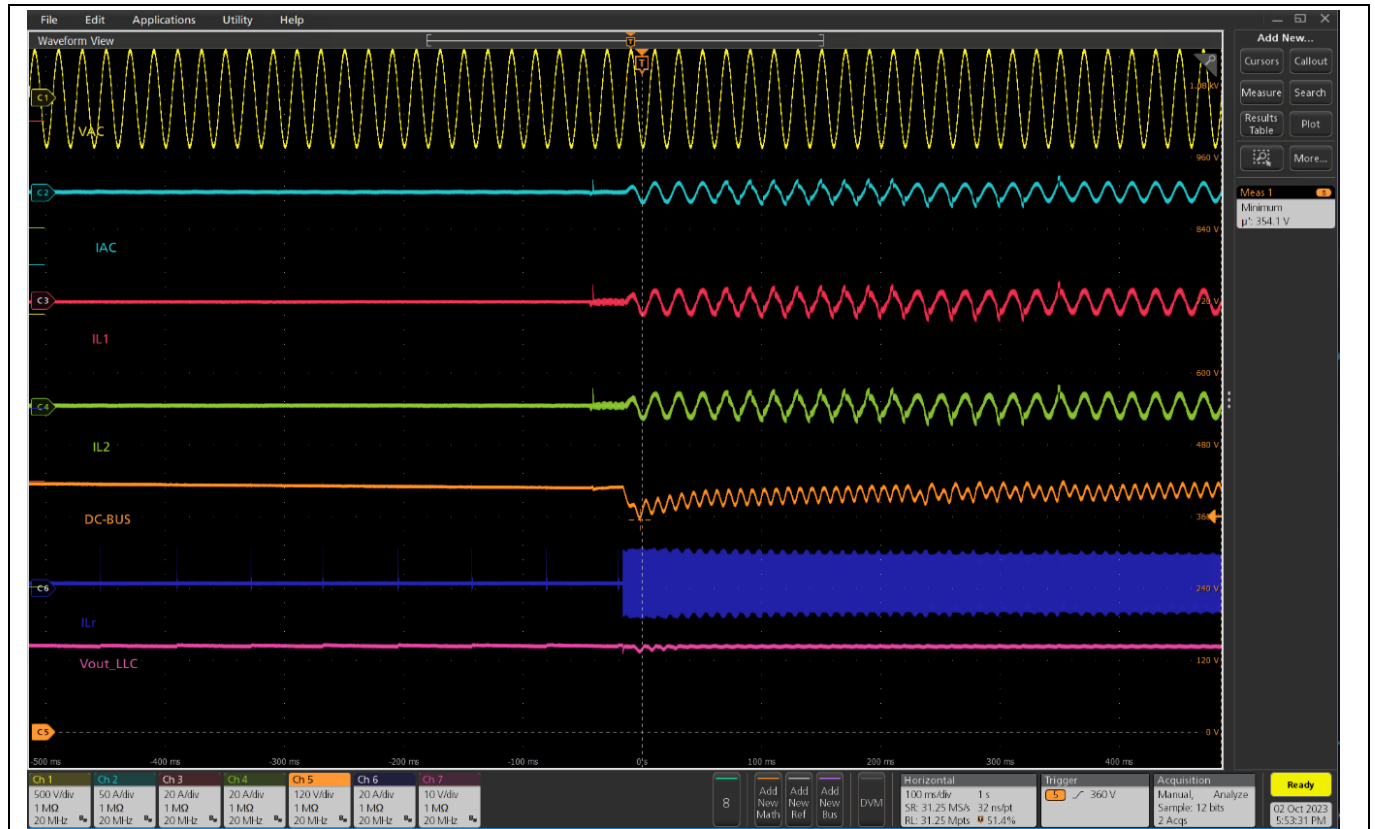 File Edit Applications Utility Help
Waveform View
Add New...
Cursors Callout
Measure Search
Results Table Plot
More...
Meas 1 5
Minimum
µ': 354.1 V
T
T
C1
VAC
1.08 kV
960 V
C2
IAC
840 V
C3
IL1
720 V
600 V
C4
IL2
480 V
DC-BUS
360
C6
ILr
240 V
Vout_LLC
120 V
C5
0 V
-500 ms -400 ms -300 ms -200 ms -100 ms 0 s 100 ms 200 ms 300 ms 400 ms
Ch 1 Ch 2 Ch 3 Ch 4 Ch 5 Ch 6 Ch 7
500 V/div 50 A/div 20 A/div 20 A/div 120 V/div 20 A/div 10 V/div
1 MΩ 1 MΩ 1 MΩ 1 MΩ 1 MΩ 1 MΩ 1 MΩ
20 MHz 20 MHz 20 MHz 20 MHz 20 MHz 20 MHz 20 MHz
8
Add New Math
Add New Ref
Add New Bus
DVM
Horizontal
100 ms/div 1 s
SR: 31.25 MS/s 32 ns/pt
RL: 31.25 Mpts 51.4%
Trigger
5 360 V
Acquisition
Manual, Analyze
Sample: 12 bits
2 Acqs
Ready
02 Oct 2023
5:53:31 PM